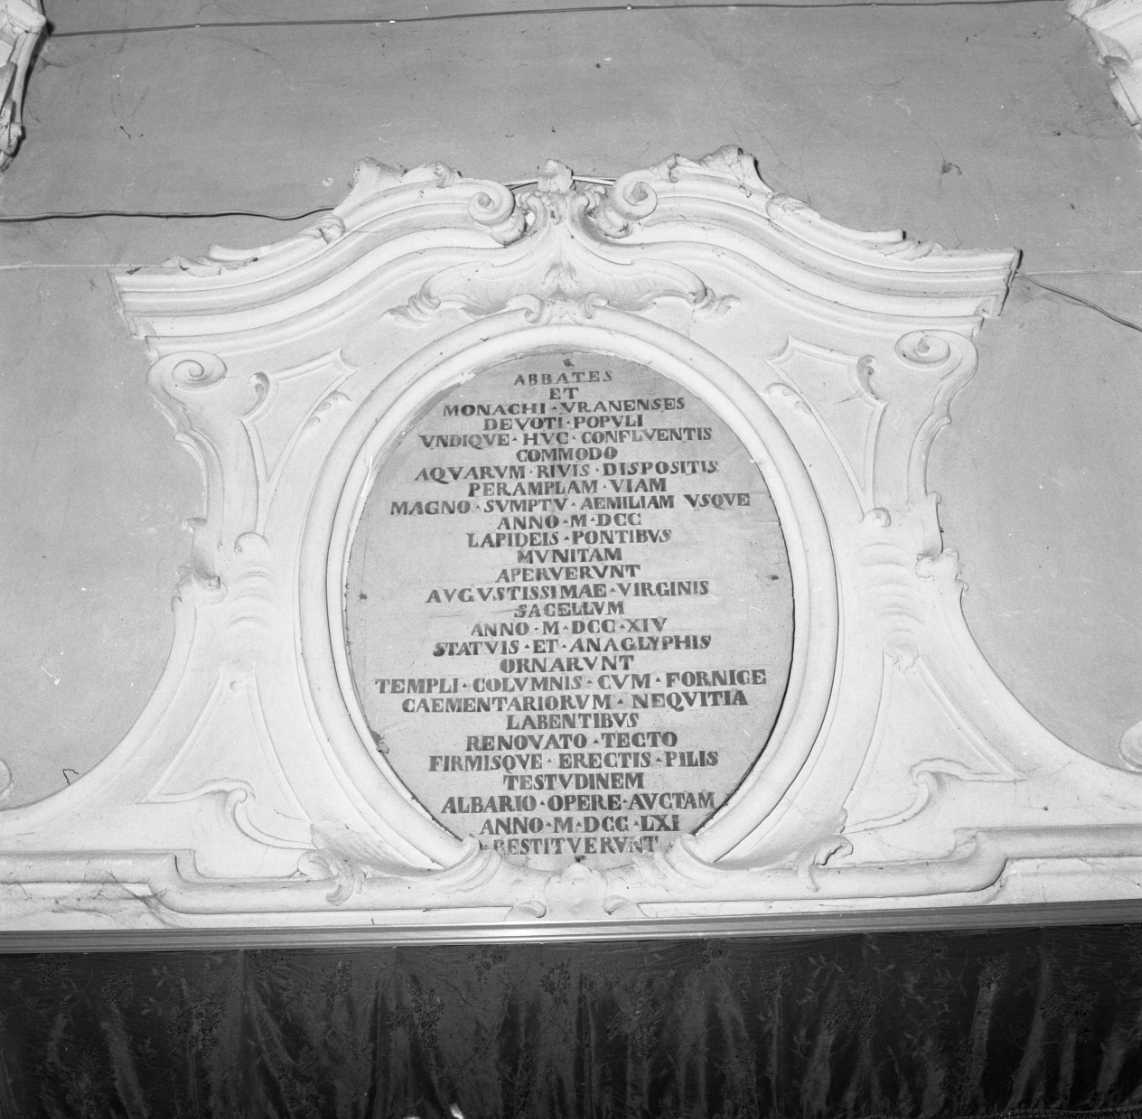 ABBATES
ET
MONACHI·VRANENSES
DEVOTI·POPVLI
VNDIQVE·HVC·CONFLVENTIS
COMMODO
AQVARVM·RIVIS·DISPOSITIS
PERAMPLAM·VIAM
MAGNO·SVMPTV·AEMILIAM·VSQVE
ANNO·M·DCC
LAPIDEIS·PONTIBVS
MVNITAM
APERVERVNT
AVGVSTISSIMAE·VIRGINIS
SACELLVM
ANNO·M·DCC·XIV
STATVIS·ET·ANAGLYPHIS
ORNARVNT
TEMPLI·COLVMNIS·CVM·FORNICE
CAEMENTARIORVM·NEQVITIA
LABENTIBVS
RENOVATO·TECTO
FIRMISQVE·ERECTIS·PILIS
TESTVDINEM
ALBARIO·OPERE·AVCTAM
ANNO·M·DCC·LXI
RESTITVERVNT